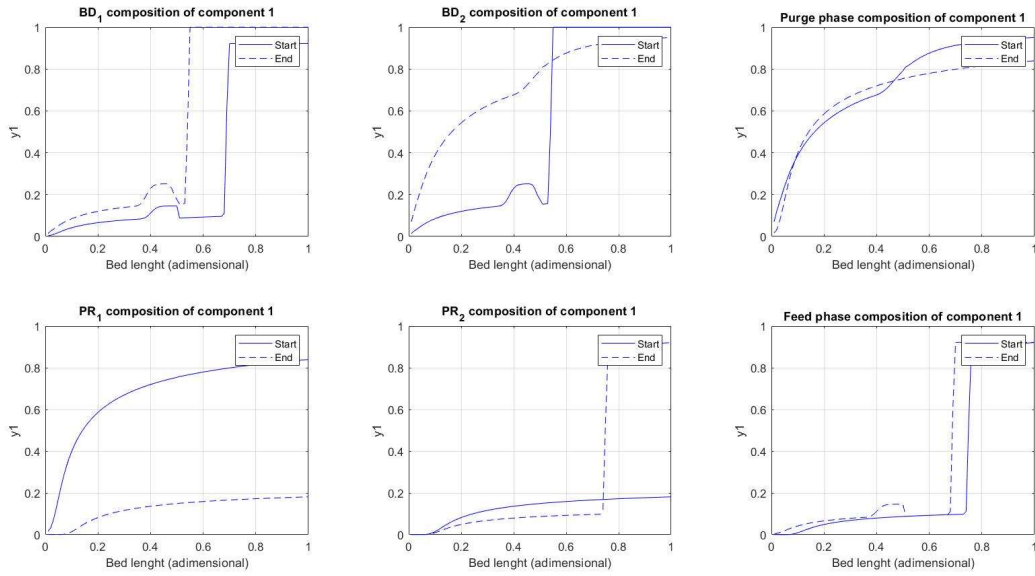 BD1 composition of component 1
1
0.8
0.6
0.4
0.2
0
y1
Start
End
0 0.2 0.4 0.6 0.8 1
Bed lenght (adimensional)
BD2 composition of component 1
1
0.8
0.6
0.4
0.2
0
y1
Start
End
0 0.2 0.4 0.6 0.8 1
Bed lenght (adimensional)
Purge phase composition of component 1
1
0.8
0.6
0.4
0.2
0
y1
Start
End
0 0.2 0.4 0.6 0.8 1
Bed lenght (adimensional)
PR1 composition of component 1
1
0.8
0.6
0.4
0.2
0
y1
Start
End
0 0.2 0.4 0.6 0.8 1
Bed lenght (adimensional)
PR2 composition of component 1
1
0.8
0.6
0.4
0.2
0
y1
Start
End
0 0.2 0.4 0.6 0.8 1
Bed lenght (adimensional)
Feed phase composition of component 1
1
0.8
0.6
0.4
0.2
0
y1
Start
End
0 0.2 0.4 0.6 0.8 1
Bed lenght (adimensional)